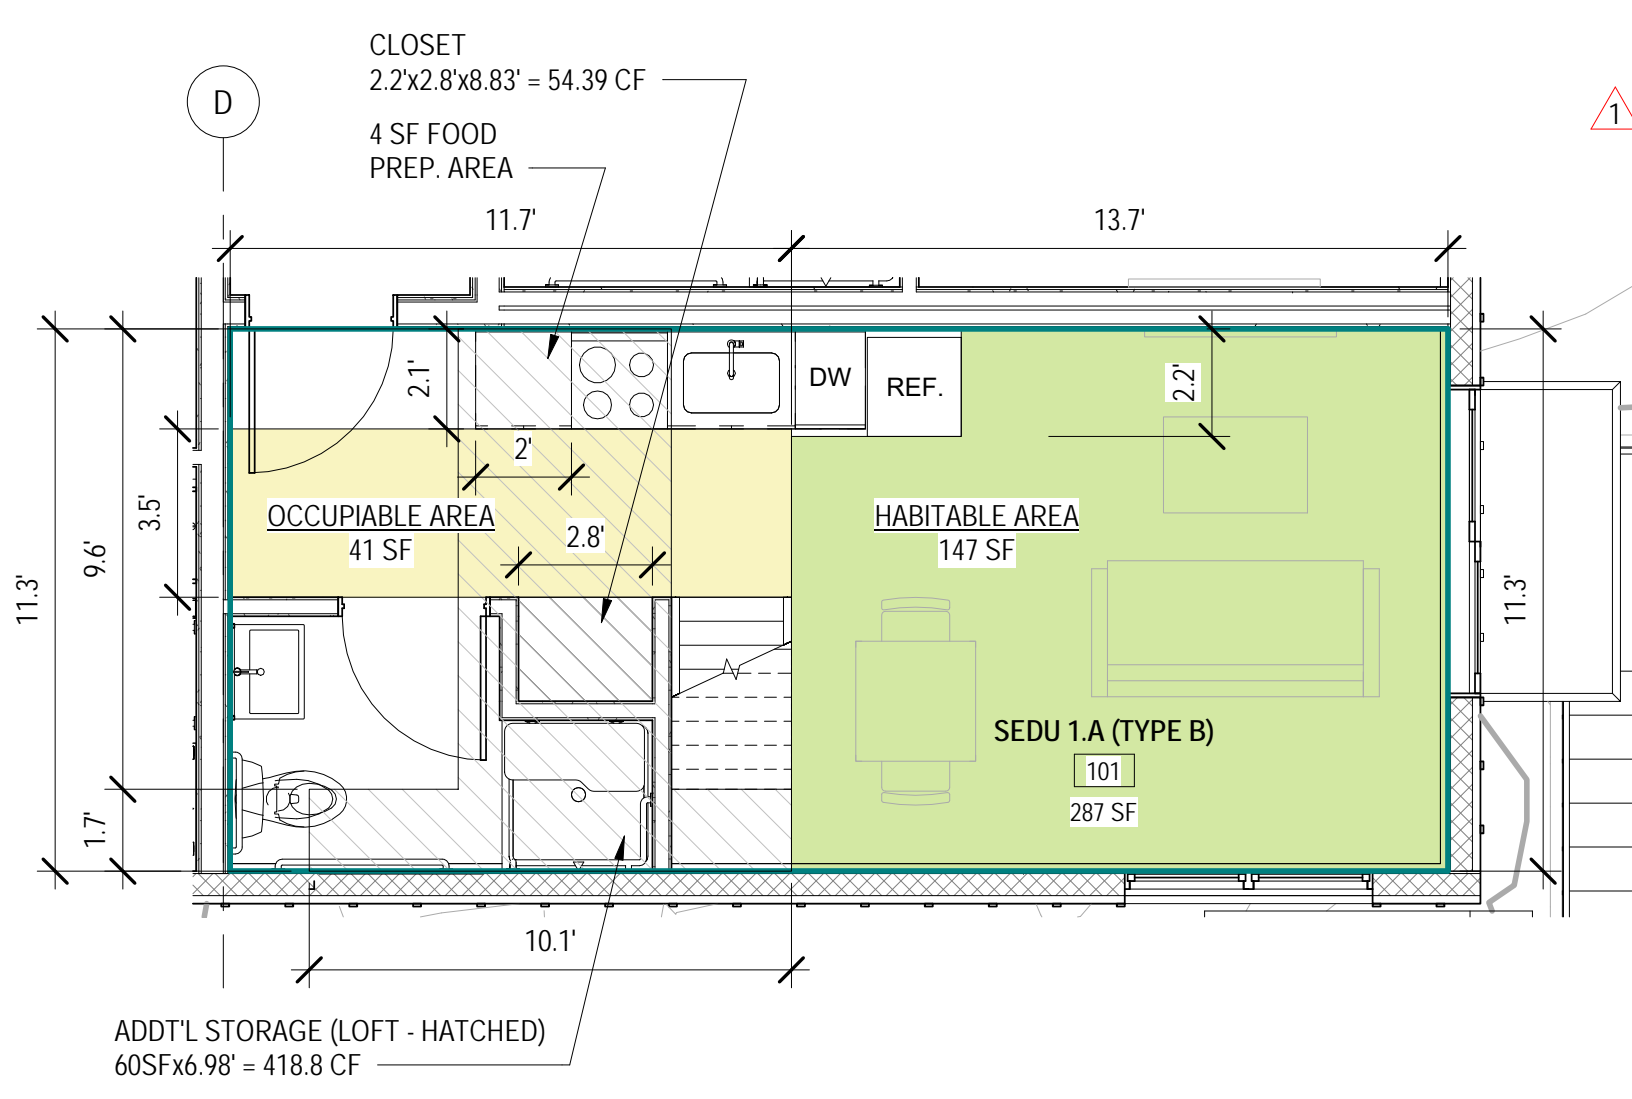 CLOSET
2.2'x2.8'x8.83' = 54.39 CF
D
1
4 SF FOOD
PREP. AREA
11.7'
13.7'
2.1'
DW
REF.
2.2'
2'
3.5'
OCCUPIABLE AREA
41 SF
HABITABLE AREA
147 SF
2.8'
9.6'
11.3'
11.3'
SEDU 1.A (TYPE B)
101
287 SF
1.7'
10.1'
ADDT'L STORAGE (LOFT - HATCHED)
60SFx6.98' = 418.8 CF